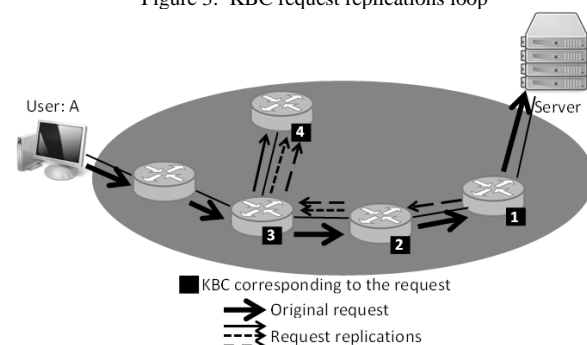 Figure 3: KBC request replications loop
User: A
Server
4
3
2
1
KBC corresponding to the request
Original request
Request replications